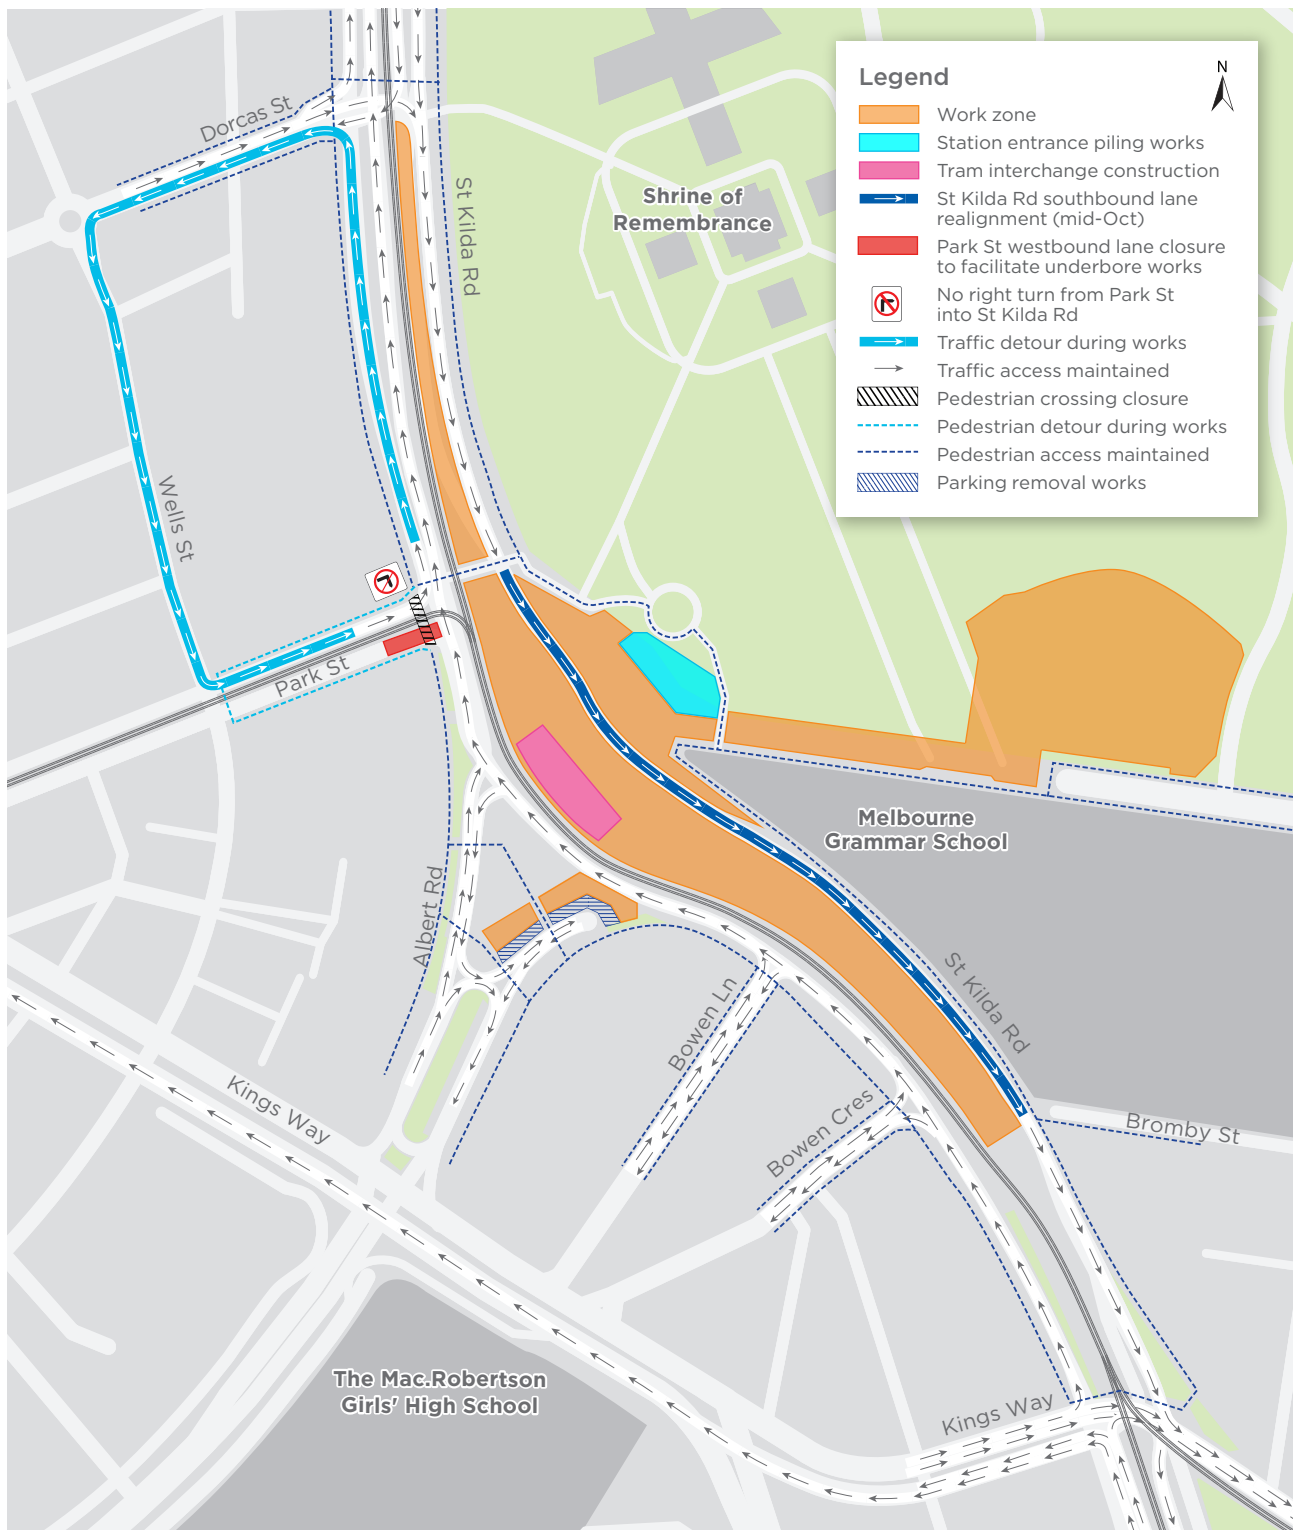 Legend
N
Work zone
Station entrance piling works
Tram interchange construction
St Kilda Rd southbound lane
realignment (mid-Oct)
Park St westbound lane closure
to facilitate underbore works
No right turn from Park St
into St Kilda Rd
Traffic detour during works
Traffic access maintained
Pedestrian crossing closure
Pedestrian detour during works
Pedestrian access maintained
Parking removal works
Dorcas St
St Kilda Rd
Shrine of
Remembrance
Wells St
Park St
Melbourne
Grammar School
Albert Rd
St Kilda Rd
Bowen Ln
Bowen Cres
Kings Way
Bromby St
The Mac.Robertson
Girls' High School
Kings Way